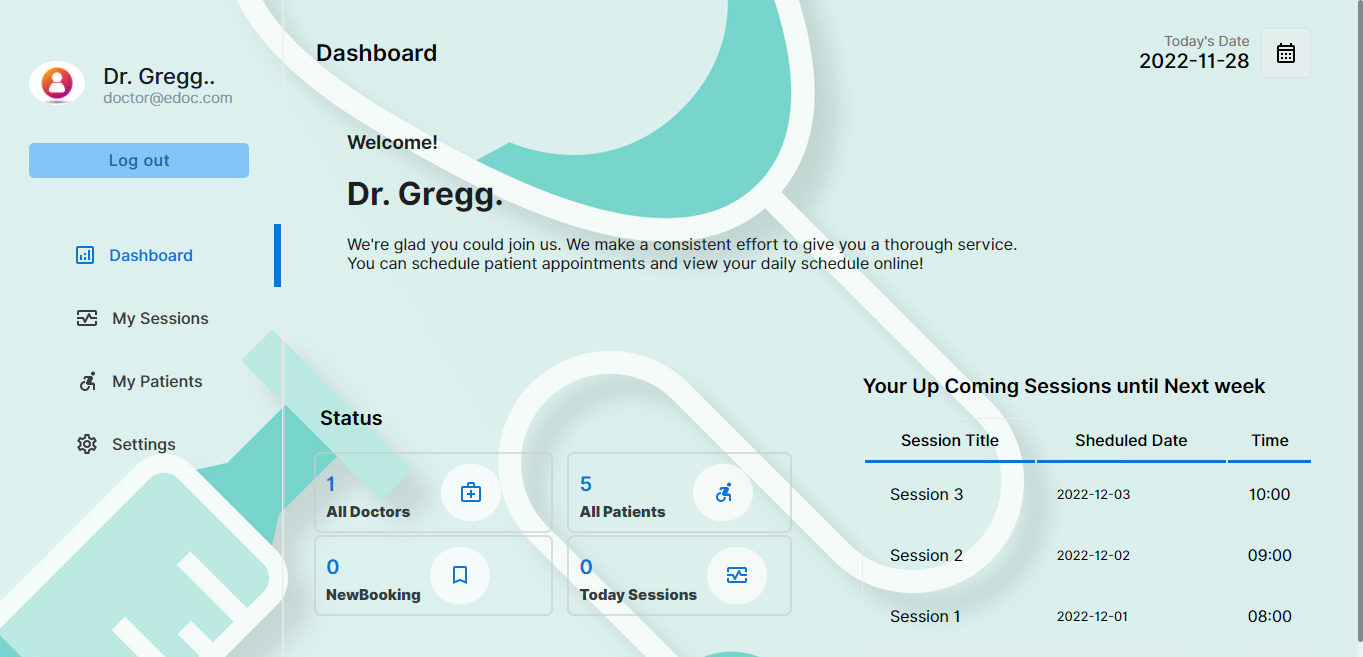 Dr. Gregg..
doctor@edoc.com
Log out
Dashboard
My Sessions
My Patients
Settings
Dashboard
Today's Date
2022-11-28
Welcome!
Dr. Gregg.
We're glad you could join us. We make a consistent effort to give you a thorough service.
You can schedule patient appointments and view your daily schedule online!
Status
1
All Doctors
5
All Patients
0
NewBooking
0
Today Sessions
Your Up Coming Sessions until Next week
Session Title Sheduled Date Time
Session 3 2022-12-03 10:00
Session 2 2022-12-02 09:00
Session 1 2022-12-01 08:00